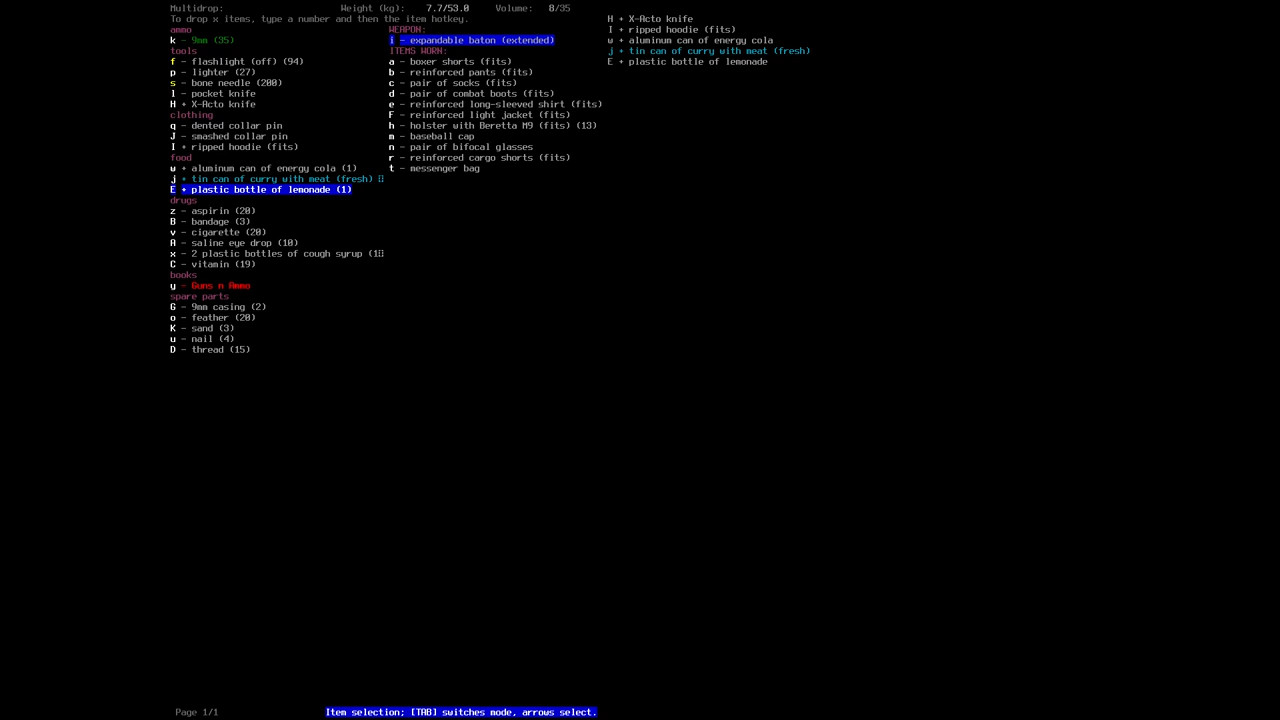 Multidrop: Weight (kg): 7.7/53.0 Volume: 8/35
To drop x items, type a number and then the item hotkey.
ammo
k - 9mm (35)
tools
f - flashlight (off) (94)
p - lighter (27)
s - bone needle (200)
l - pocket knife
H + X-Acto knife
clothing
q - dented collar pin
J - smashed collar pin
I + ripped hoodie (fits)
food
w + aluminum can of energy cola (1)
j + tin can of curry with meat (fresh)
E + plastic bottle of lemonade (1)
drugs
z - aspirin (20)
B - bandage (3)
v - cigarette (20)
A - saline eye drop (10)
x - 2 plastic bottles of cough syrup (1
C - vitamin (19)
books
y - Guns n Ammo
spare parts
G - 9mm casing (2)
o - feather (20)
K - sand (3)
u - nail (4)
D - thread (15)
WEAPON:
i - expandable baton (extended)
ITEMS WORN:
a - boxer shorts (fits)
b - reinforced pants (fits)
c - pair of socks (fits)
d - pair of combat boots (fits)
e - reinforced long-sleeved shirt (fits)
F - reinforced light jacket (fits)
h - holster with Beretta M9 (fits) (13)
m - baseball cap
n - pair of bifocal glasses
r - reinforced cargo shorts (fits)
t - messenger bag
H + X-Acto knife
I + ripped hoodie (fits)
w + aluminum can of energy cola
j + tin can of curry with meat (fresh)
E + plastic bottle of lemonade
Page 1/1 Item selection; [TAB] switches mode, arrows select.